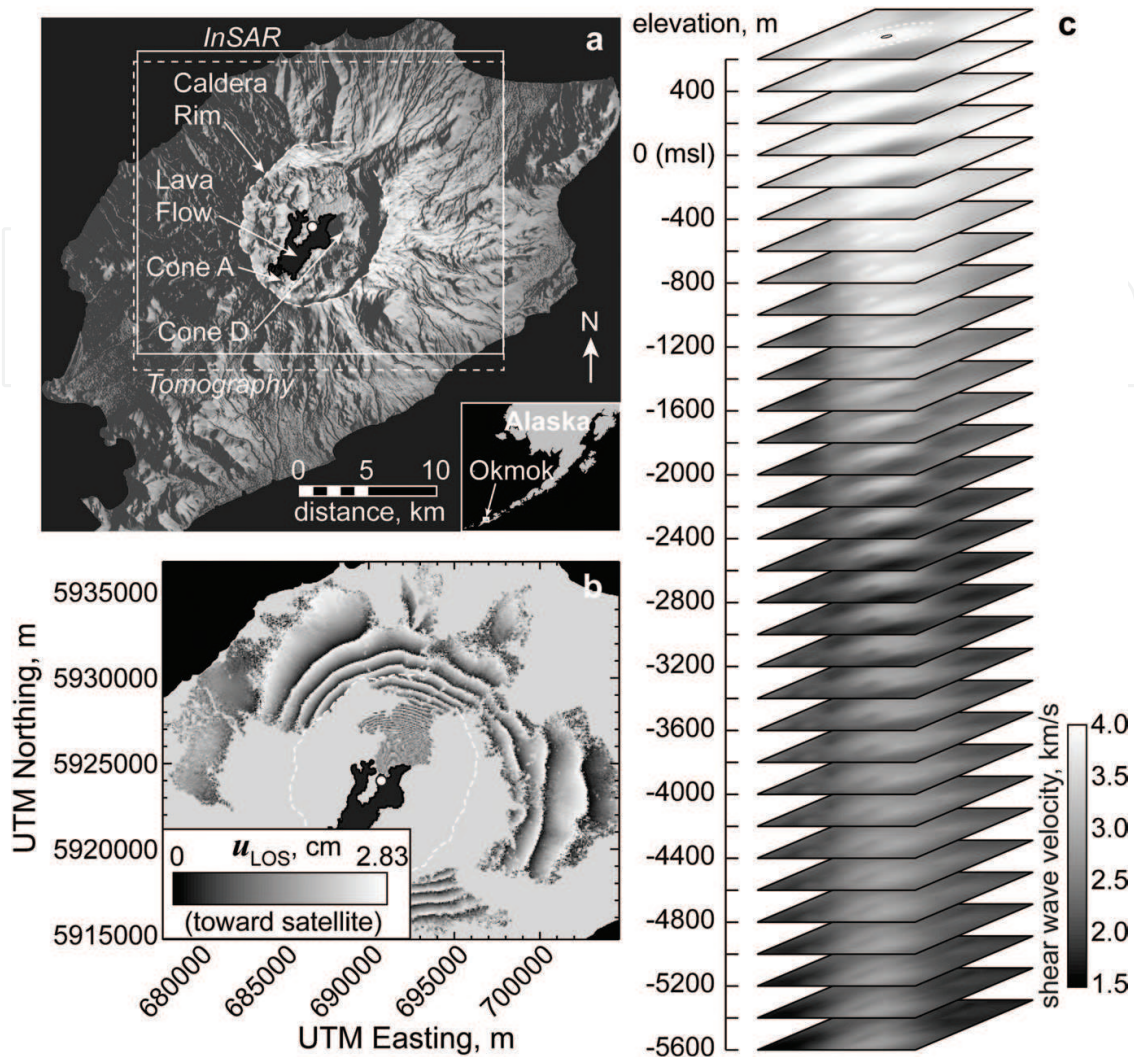 InSAR
a
Caldera
Rim
Lava
Flow
Cone A
Cone D
Tomography
N
0 5 10
distance, km
Alaska
Okmok
b
5935000
5930000
5925000
5920000
5915000
UTM Northing, m
u LOS, cm
0 2.83
(toward satellite)
680000 685000 690000 695000 700000
UTM Easting, m
elevation, m
c
400
0 (msl)
-400
-800
-1200
-1600
-2000
-2400
-2800
-3200
-3600
-4000
-4400
-4800
-5200
-5600
shear wave velocity, km/s
4.0
3.5
3.0
2.5
2.0
1.5